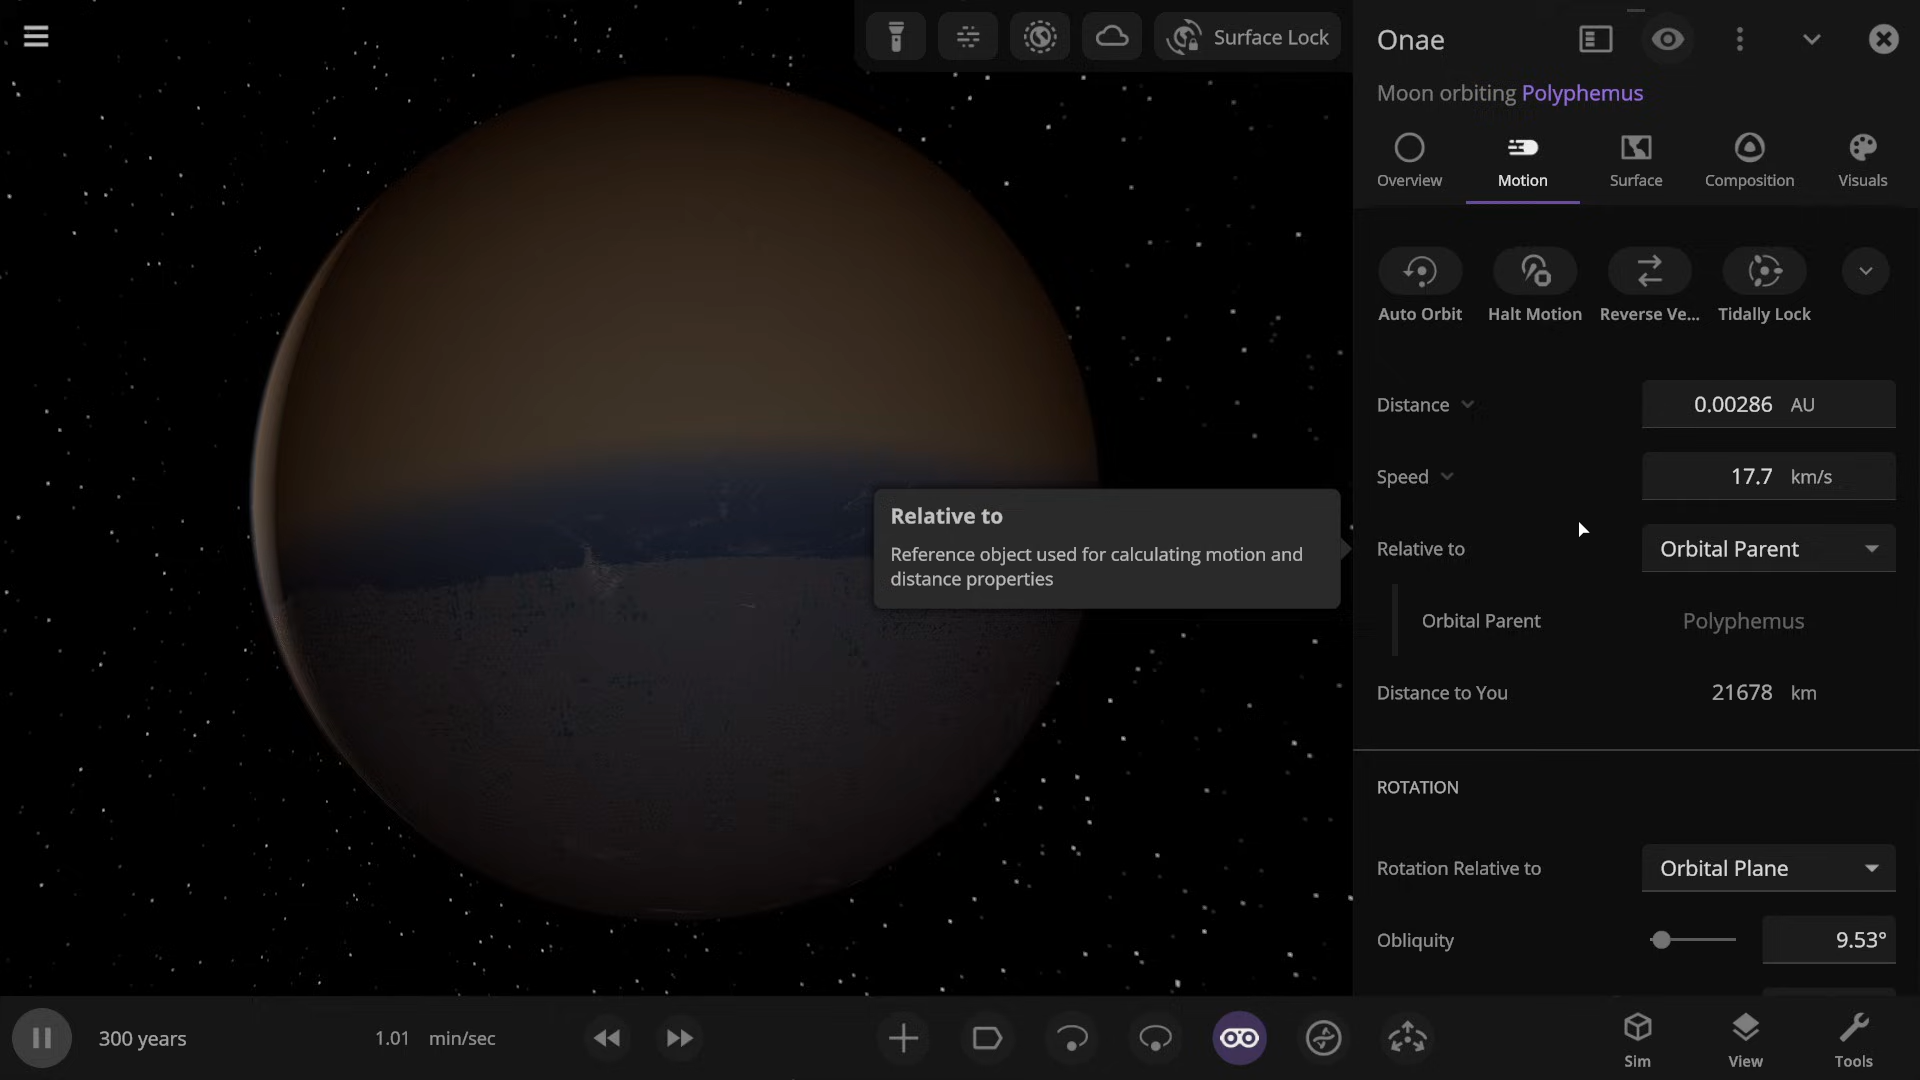 Surface Lock
Onae
Moon orbiting Polyphemus
Overview
Motion
Surface
Composition
Visuals
Auto Orbit
Halt Motion
Reverse Ve...
Tidally Lock
Distance
0.00286 AU
Speed
17.7 km/s
Relative to
Reference object used for calculating motion and
distance properties
Relative to
Orbital Parent
Orbital Parent
Polyphemus
Distance to You
21678 km
ROTATION
Rotation Relative to
Orbital Plane
Obliquity
9.53°
300 years
1.01 min/sec
Sim
View
Tools